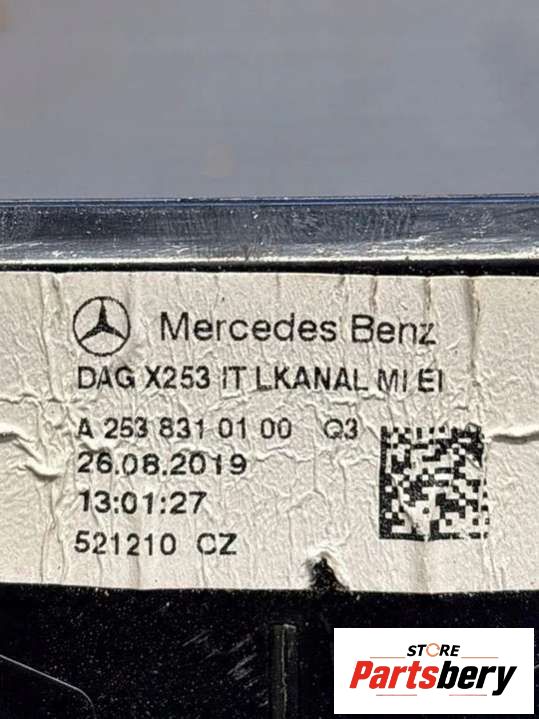 Mercedes Benz
DAG X253 IT LKANAL MI EI
A 253 831 01 00 Q3
26.08.2019
13:01:27
521210 CZ
STORE
Partsbery